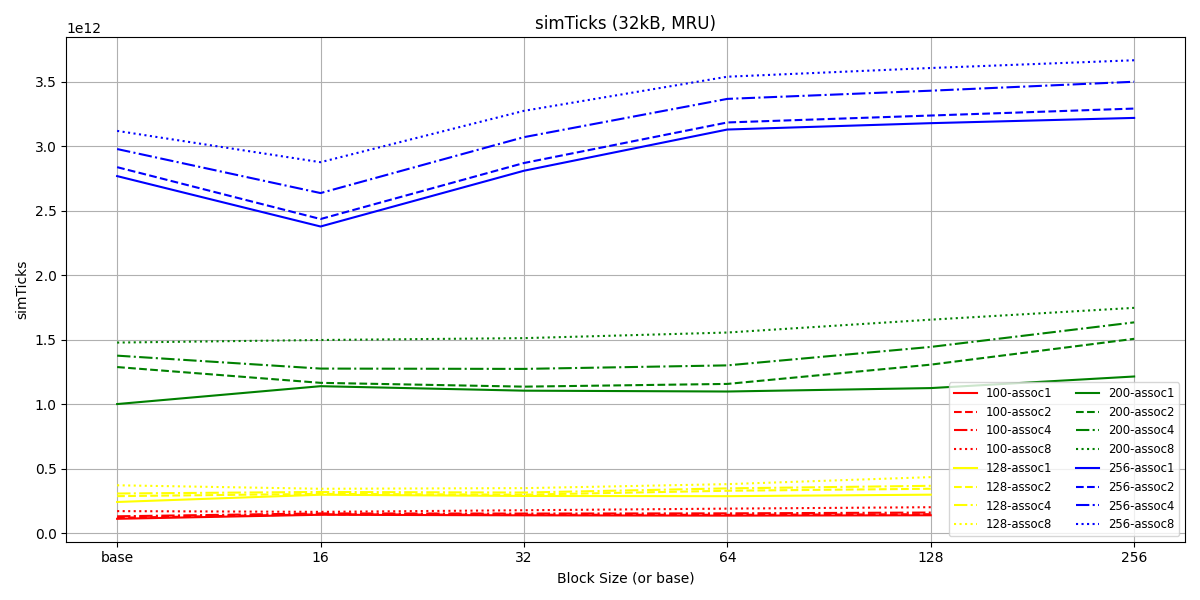 simTicks (32kB, MRU)
1e12
3.5
3.0
2.5
2.0
1.5
1.0
0.5
0.0
simTicks
base 16 32 64 128 256
Block Size (or base)
100-assoc1 200-assoc1
100-assoc2 200-assoc2
100-assoc4 200-assoc4
100-assoc8 200-assoc8
128-assoc1 256-assoc1
128-assoc2 256-assoc2
128-assoc4 256-assoc4
128-assoc8 256-assoc8